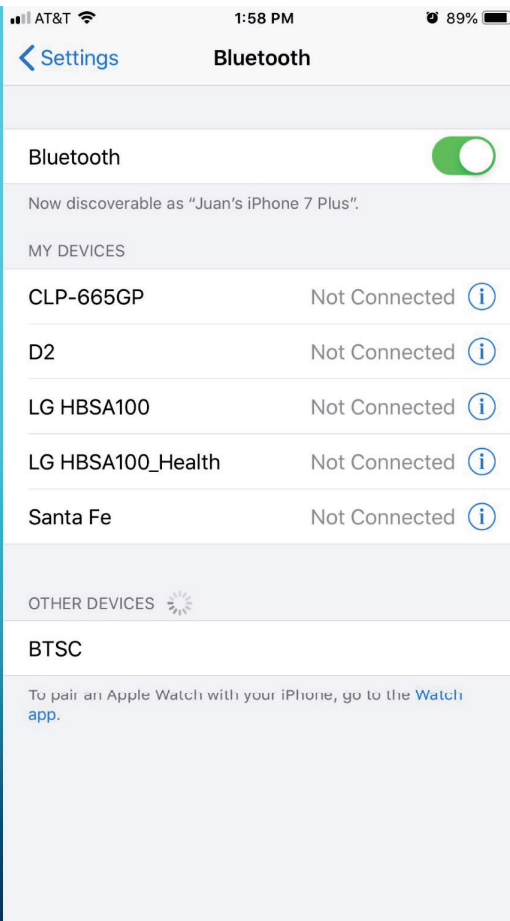 AT&T 1:58 PM 89%
Settings Bluetooth
Bluetooth
Now discoverable as “Juan’s iPhone 7 Plus”.
MY DEVICES
CLP-665GP Not Connected i
D2 Not Connected i
LG HBSA100 Not Connected i
LG HBSA100_Health Not Connected i
Santa Fe Not Connected i
OTHER DEVICES
BTSC
To pair an Apple Watch with your iPhone, go to the Watch
app.